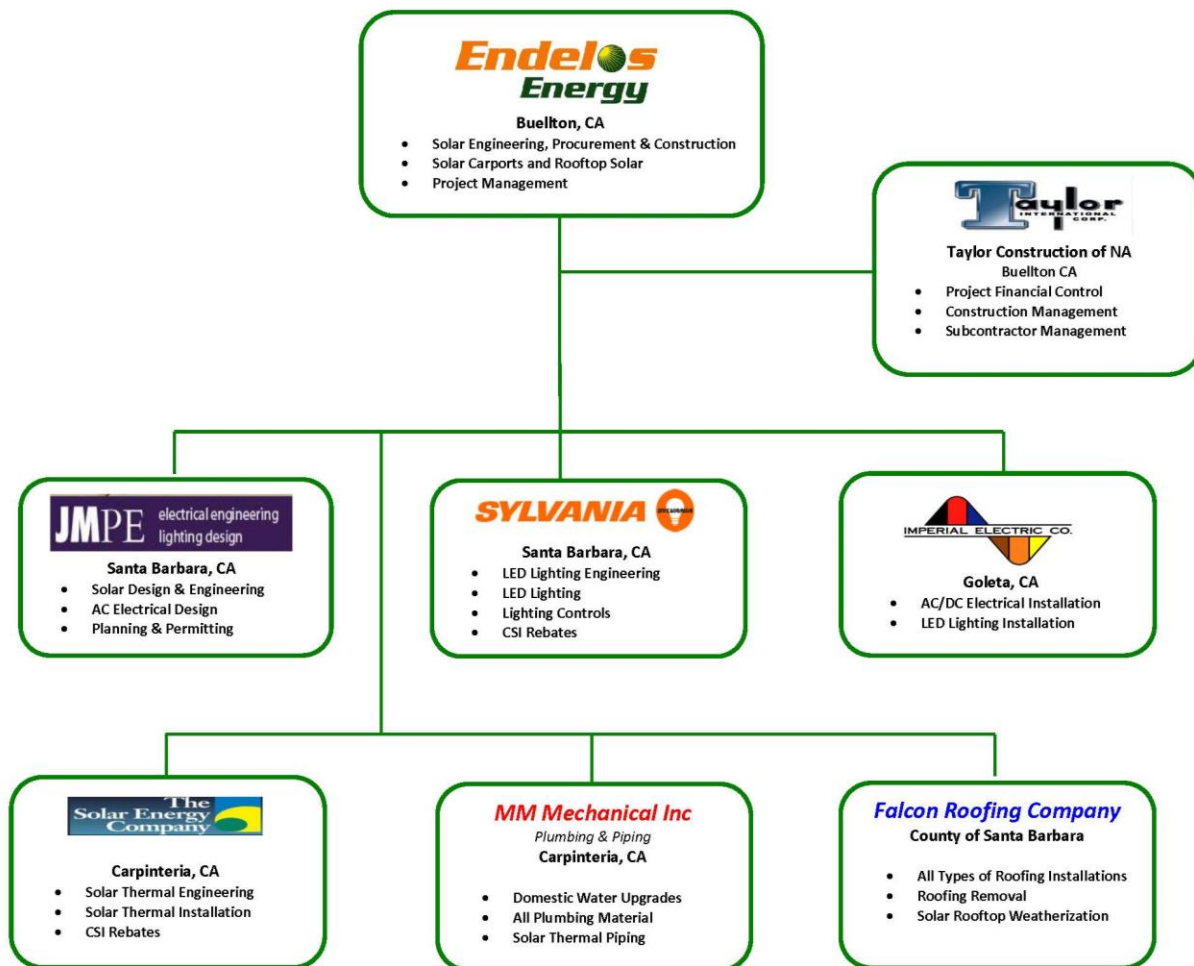 Endelos
Energy
Buellton, CA
• Solar Engineering, Procurement & Construction
• Solar Carports and Rooftop Solar
• Project Management
Taylor
INTERNATIONAL
CORP.
Taylor Construction of NA
Buellton CA
• Project Financial Control
• Construction Management
• Subcontractor Management
JMPE electrical engineering
lighting design
Santa Barbara, CA
• Solar Design & Engineering
• AC Electrical Design
• Planning & Permitting
SYLVANIA SYLVANIA
Santa Barbara, CA
• LED Lighting Engineering
• LED Lighting
• Lighting Controls
• CSI Rebates
IMPERIAL ELECTRIC CO.
Goleta, CA
• AC/DC Electrical Installation
• LED Lighting Installation
The
Solar Energy
Company
Carpinteria, CA
• Solar Thermal Engineering
• Solar Thermal Installation
• CSI Rebates
MM Mechanical Inc
Plumbing & Piping
Carpinteria, CA
• Domestic Water Upgrades
• All Plumbing Material
• Solar Thermal Piping
Falcon Roofing Company
County of Santa Barbara
• All Types of Roofing Installations
• Roofing Removal
• Solar Rooftop Weatherization